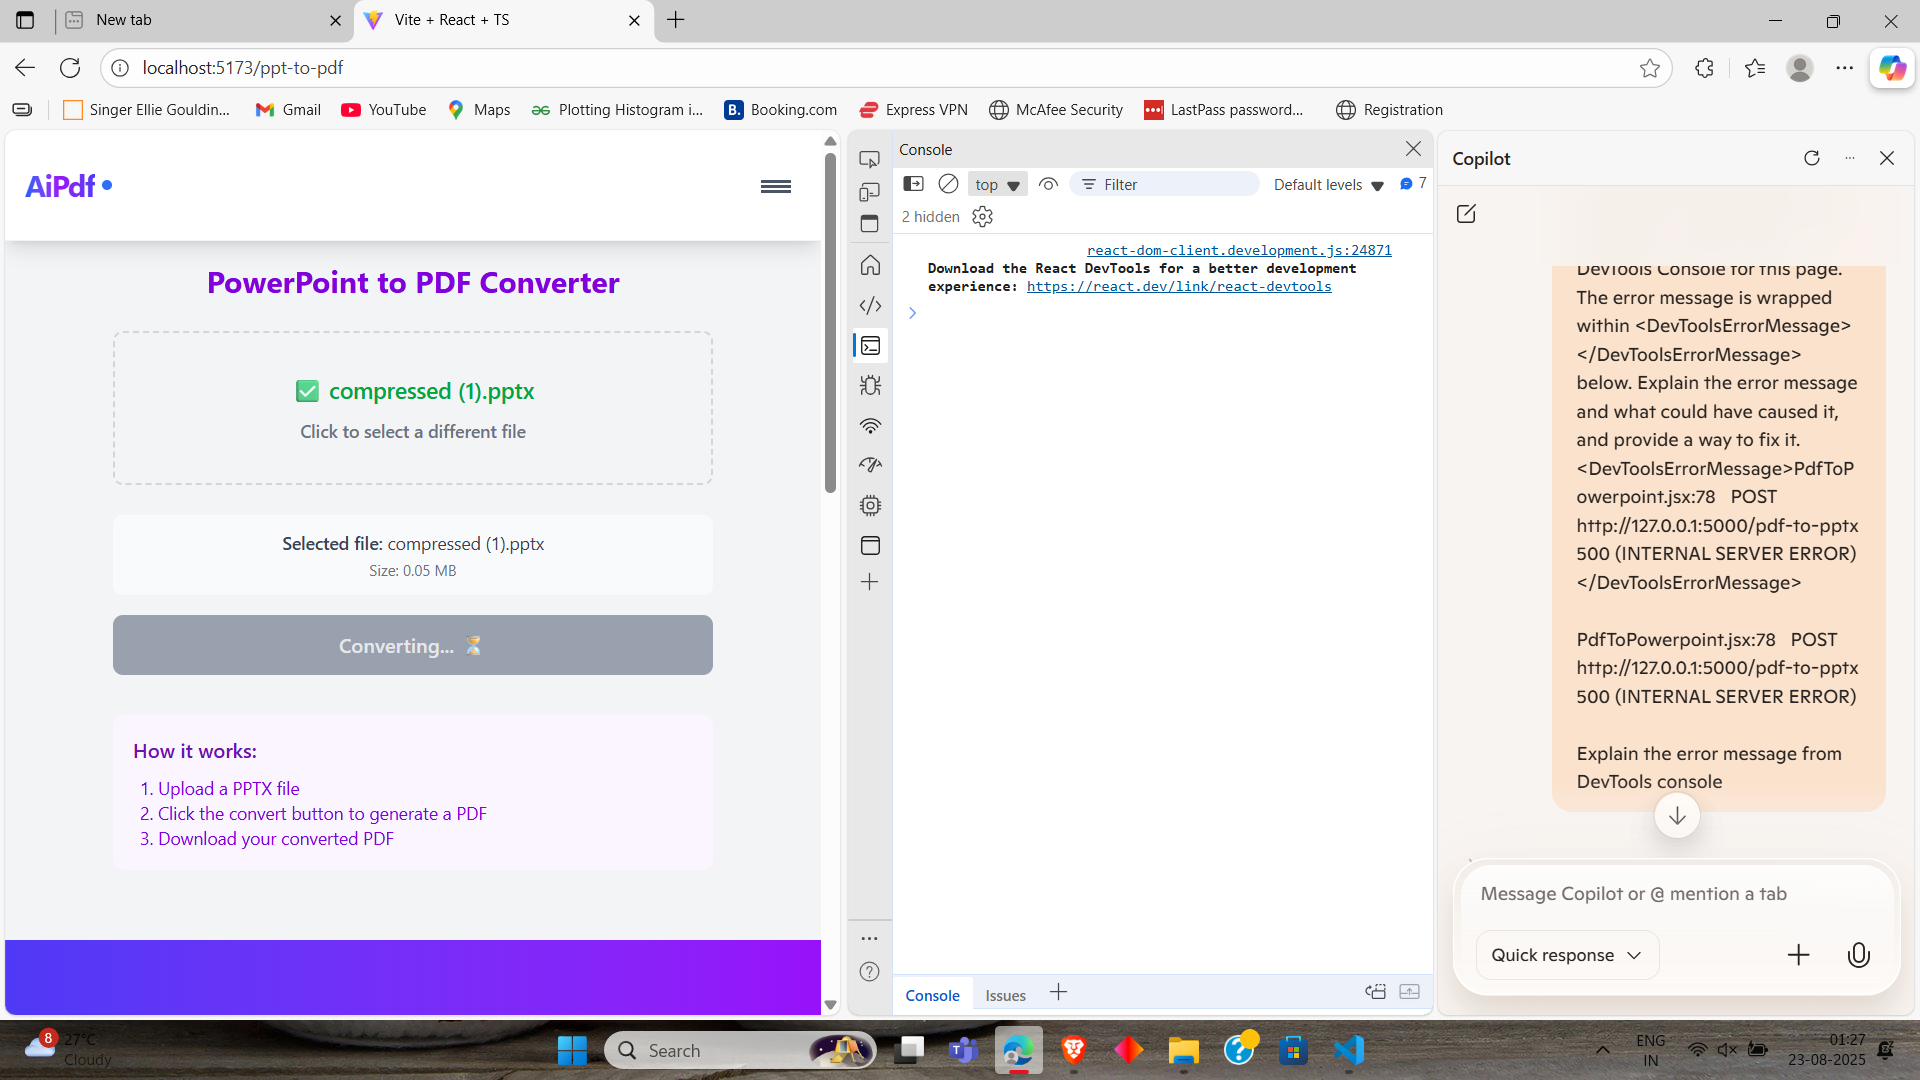 New tab
Vite + React + TS
localhost:5173/ppt-to-pdf
Singer Ellie Gouldin...
Gmail
YouTube
Maps
Plotting Histogram i...
B. Booking.com
Express VPN
McAfee Security
LastPass password...
Registration
AiPdf
PowerPoint to PDF Converter
✅ compressed (1).pptx
Click to select a different file
Selected file: compressed (1).pptx
Size: 0.05 MB
Converting... ⏳
How it works:
1. Upload a PPTX file
2. Click the convert button to generate a PDF
3. Download your converted PDF
Console
top
Filter
Default levels
7
2 hidden
react-dom-client.development.js:24871
Download the React DevTools for a better development
experience: https://react.dev/link/react-devtools
Console
Issues
Copilot
DevTools Console for this page.
The error message is wrapped
within <DevToolsErrorMessage>
</DevToolsErrorMessage>
below. Explain the error message
and what could have caused it,
and provide a way to fix it.
<DevToolsErrorMessage>PdfToP
owerpoint.jsx:78 POST
http://127.0.0.1:5000/pdf-to-pptx
500 (INTERNAL SERVER ERROR)
</DevToolsErrorMessage>
PdfToPowerpoint.jsx:78 POST
http://127.0.0.1:5000/pdf-to-pptx
500 (INTERNAL SERVER ERROR)
Explain the error message from
DevTools console
Message Copilot or @ mention a tab
Quick response
8
27°C
Cloudy
Search
ENG
IN
01:27
23-08-2025